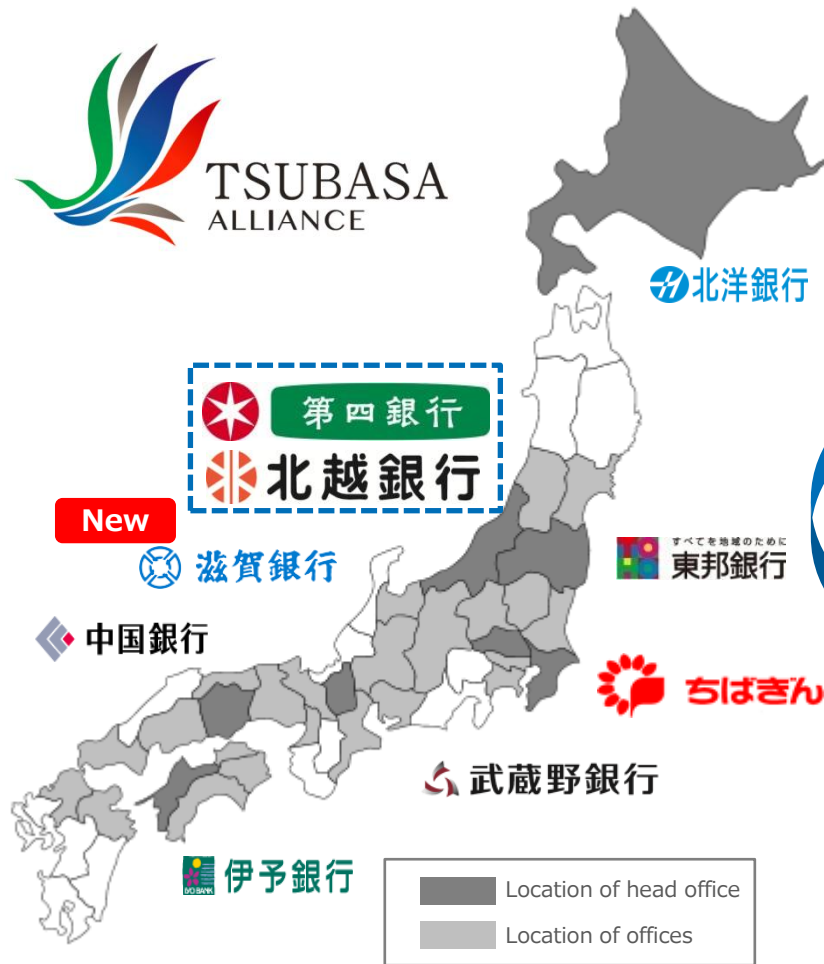 TSUBASA
ALLIANCE
北洋銀行
第四銀行
北越銀行
New
滋賀銀行
すべてを地域のために
TOHO
東邦銀行
中国銀行
ちばぎん
武蔵野銀行
IYO BANK
伊予銀行
Location of head office
Location of offices